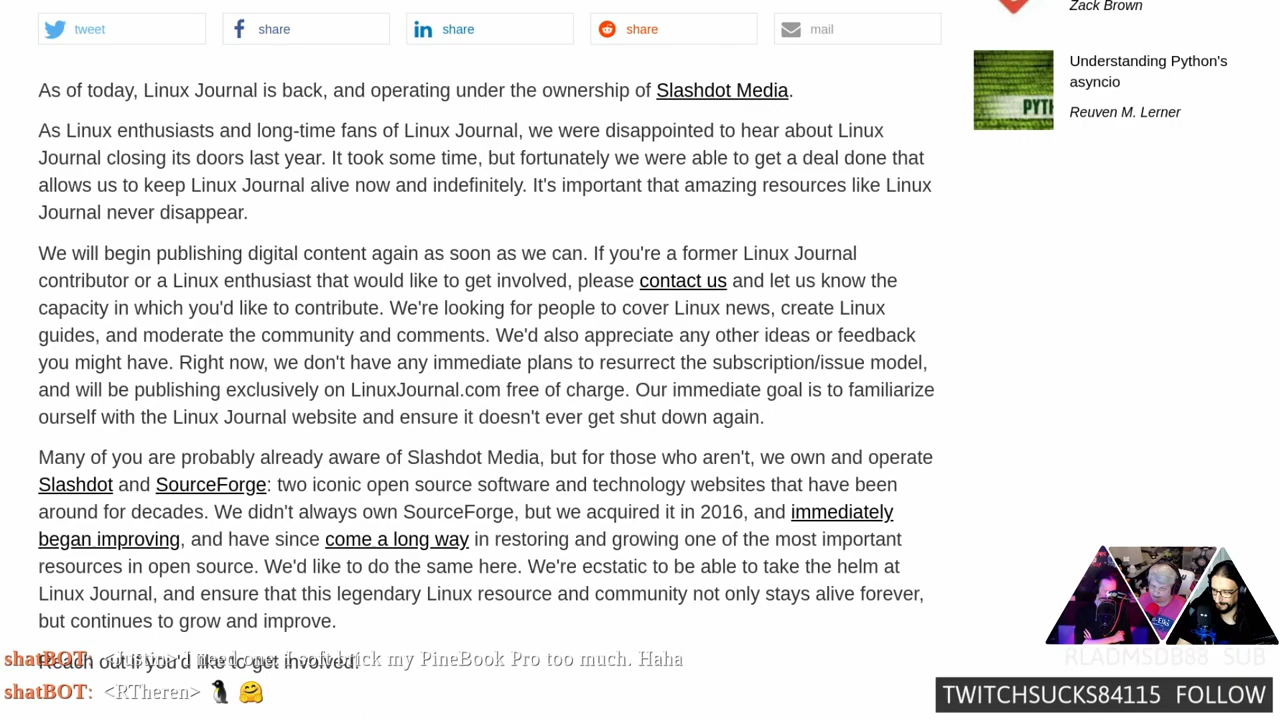 tweet
share
share
share
mail
Zack Brown
Understanding Python's
asyncio
Reuven M. Lerner
PYTH
As of today, Linux Journal is back, and operating under the ownership of Slashdot Media.
As Linux enthusiasts and long-time fans of Linux Journal, we were disappointed to hear about Linux
Journal closing its doors last year. It took some time, but fortunately we were able to get a deal done that
allows us to keep Linux Journal alive now and indefinitely. It's important that amazing resources like Linux
Journal never disappear.
We will begin publishing digital content again as soon as we can. If you're a former Linux Journal
contributor or a Linux enthusiast that would like to get involved, please contact us and let us know the
capacity in which you'd like to contribute. We're looking for people to cover Linux news, create Linux
guides, and moderate the community and comments. We'd also appreciate any other ideas or feedback
you might have. Right now, we don't have any immediate plans to resurrect the subscription/issue model,
and will be publishing exclusively on LinuxJournal.com free of charge. Our immediate goal is to familiarize
ourself with the Linux Journal website and ensure it doesn't ever get shut down again.
Many of you are probably already aware of Slashdot Media, but for those who aren't, we own and operate
Slashdot and SourceForge: two iconic open source software and technology websites that have been
around for decades. We didn't always own SourceForge, but we acquired it in 2016, and immediately
began improving, and have since come a long way in restoring and growing one of the most important
resources in open source. We'd like to do the same here. We're ecstatic to be able to take the helm at
Linux Journal, and ensure that this legendary Linux resource and community not only stays alive forever,
but continues to grow and improve.
Reach out if you'd like to get involved!
shatBOT: <Justin> I need one. I soft brick my PineBook Pro too much. Haha
shatBOT: <RTheren> 🐧 🤗
RLADMSDB88 SUB
TWITCHSUCKS84115 FOLLOW